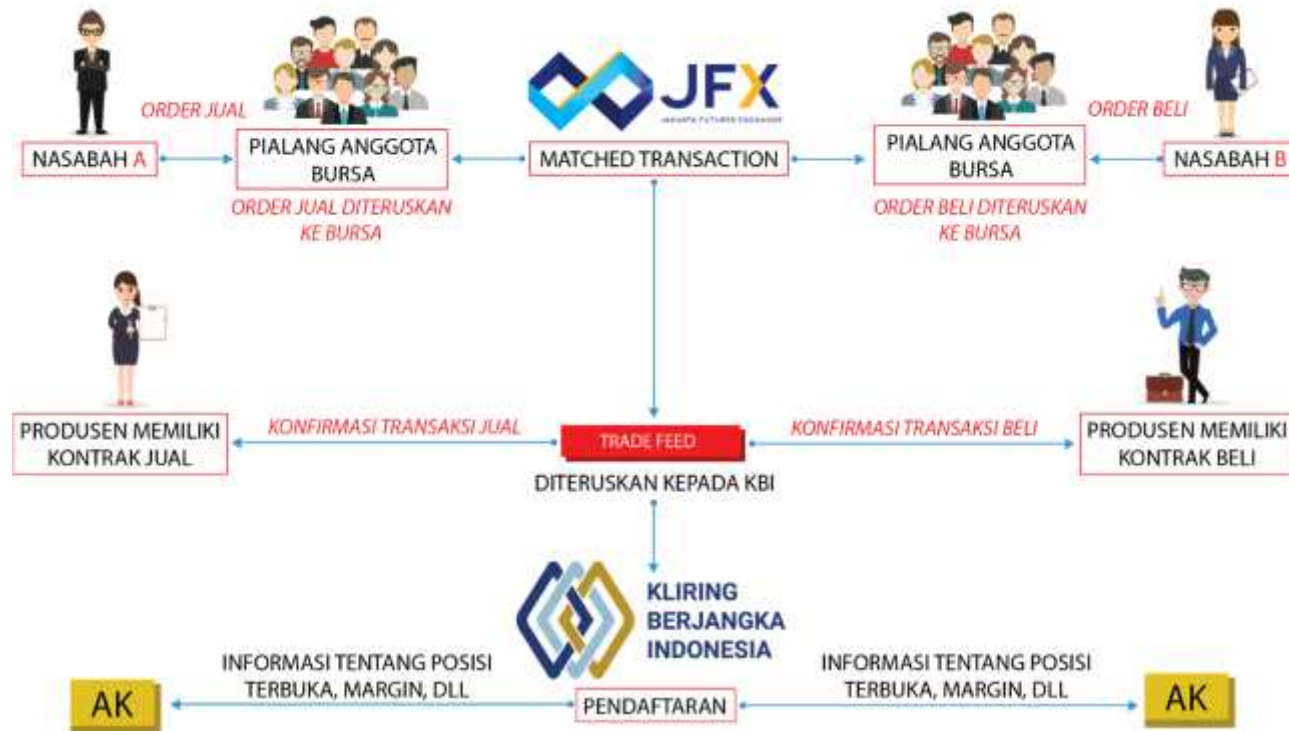 ORDER JUAL
JFX
JAKARTA FUTURES EXCHANGE
ORDER BELI
NASABAH A
PIALANG ANGGOTA
BURSA
MATCHED TRANSACTION
PIALANG ANGGOTA
BURSA
NASABAH B
ORDER JUAL DITERUSKAN
KE BURSA
ORDER BELI DITERUSKAN
KE BURSA
PRODUSEN MEMILIKI
KONTRAK JUAL
KONFIRMASI TRANSAKSI JUAL
TRADE FEED
KONFIRMASI TRANSAKSI BELI
PRODUSEN MEMILIKI
KONTRAK BELI
DITERUSKAN KEPADA KBI
KLIRING
BERJANGKA
INDONESIA
INFORMASI TENTANG POSISI
TERBUKA, MARGIN, DLL
INFORMASI TENTANG POSISI
TERBUKA, MARGIN, DLL
AK
PENDAFTARAN
AK